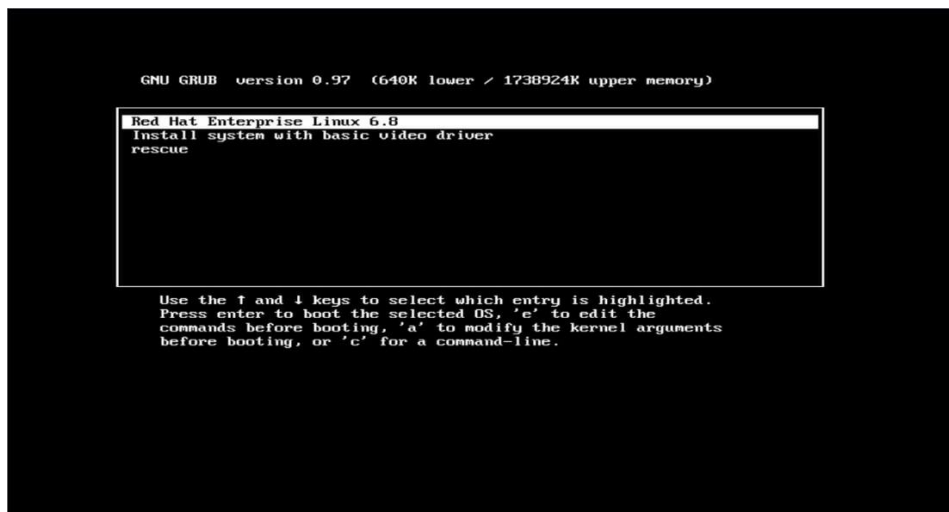 GNU GRUB version 0.97 (640K lower / 1738924K upper memory)
Red Hat Enterprise Linux 6.8
Install system with basic video driver
rescue
Use the ↑ and ↓ keys to select which entry is highlighted.
Press enter to boot the selected OS, 'e' to edit the
commands before booting, 'a' to modify the kernel arguments
before booting, or 'c' for a command-line.